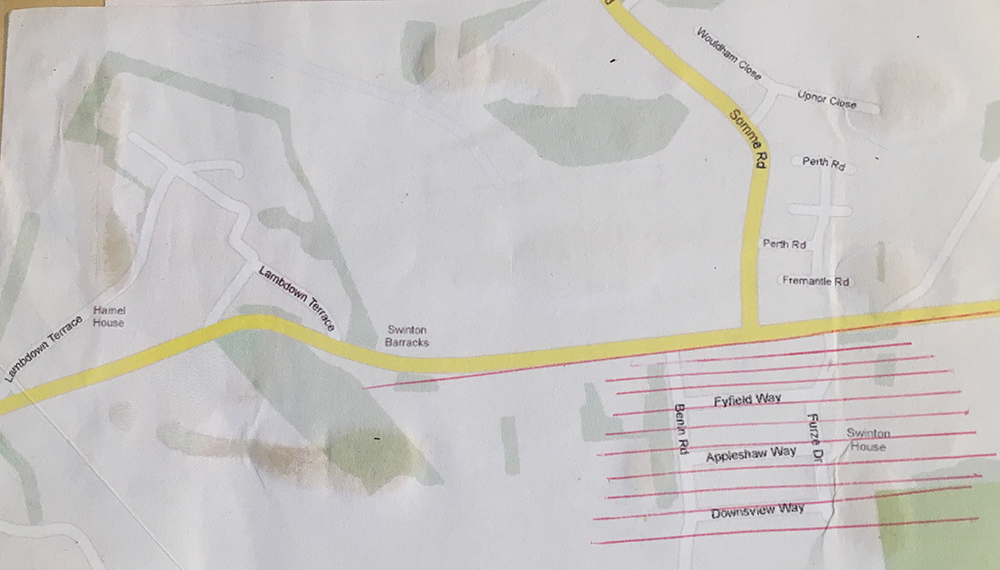 Wouldham Close
Upnor Close
Somme Rd
Perth Rd
Perth Rd
Fremantle Rd
Lambdown Terrace
Hamel
House
Lambdown Terrace
Swinton
Barracks
Fyfield Way
Benin Rd
Furze Dr
Swinton
House
Appleshaw Way
Downsview Way